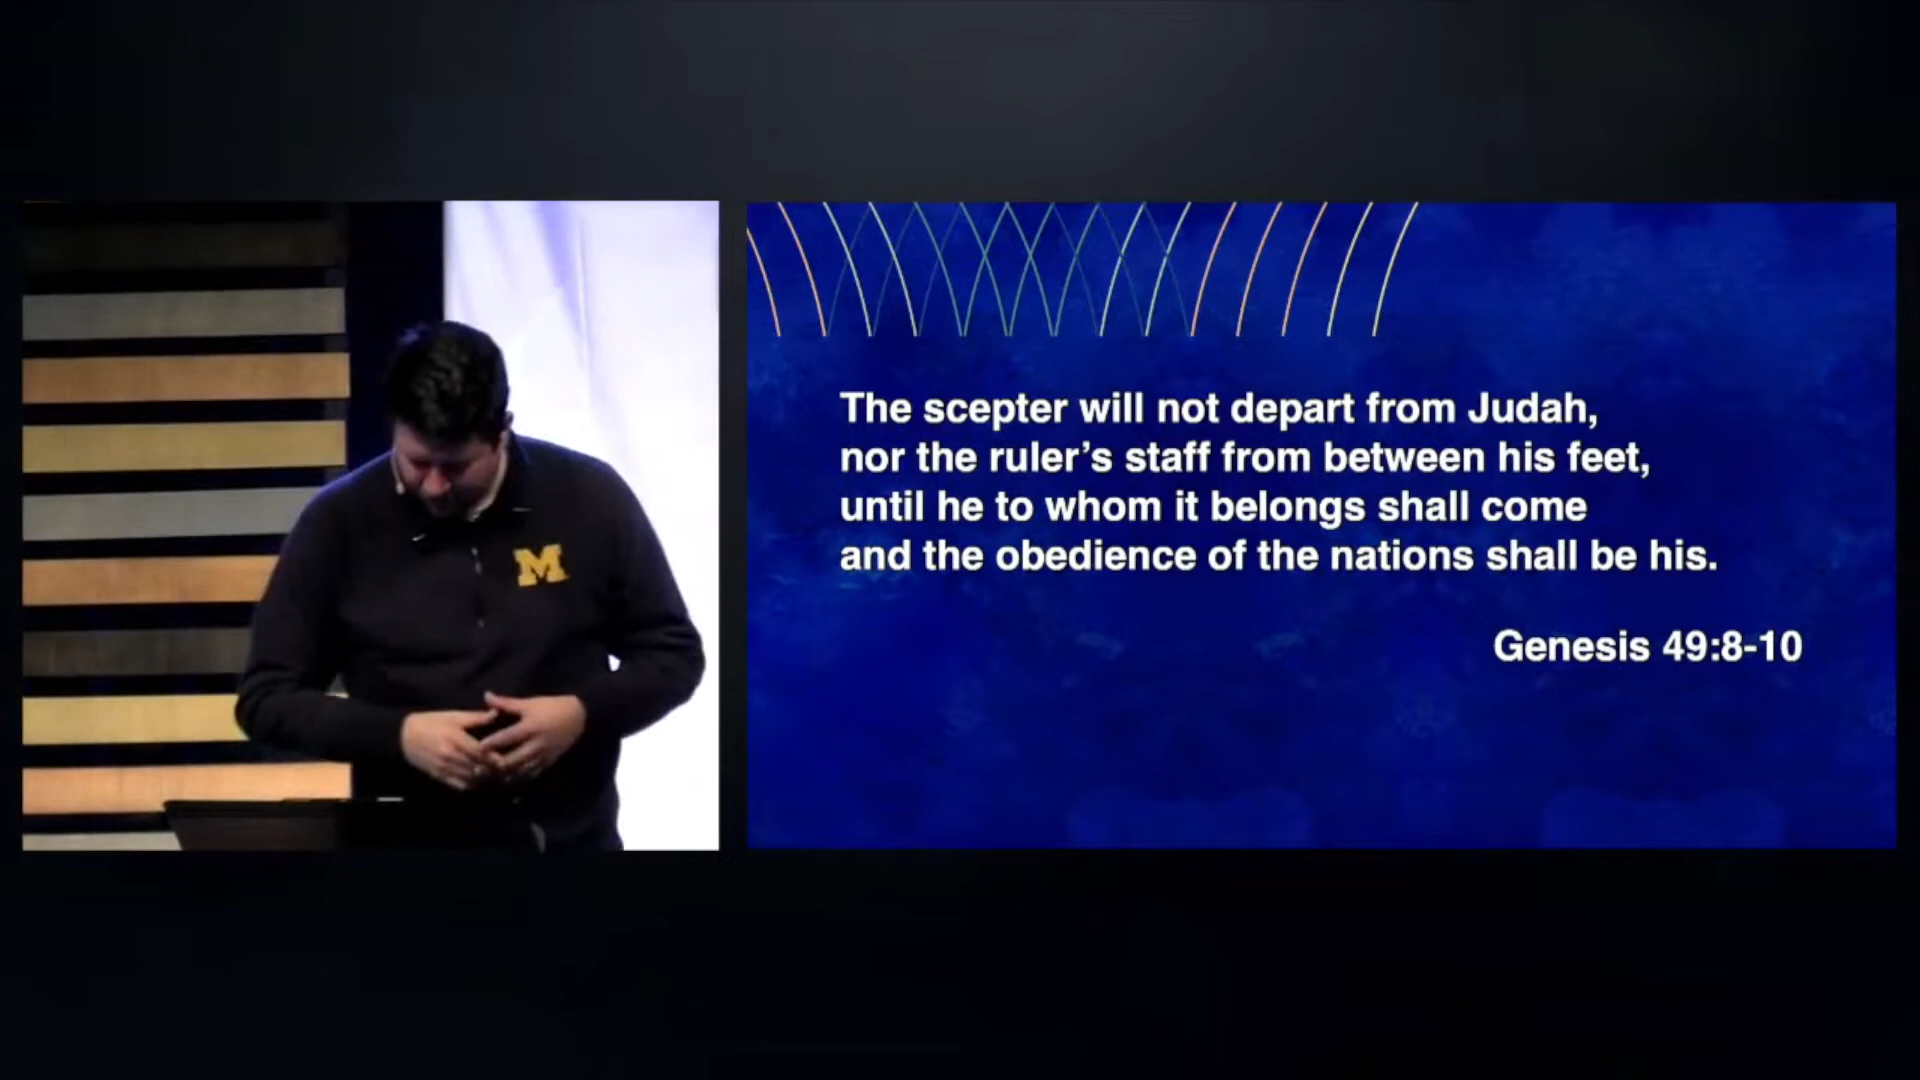 M
The scepter will not depart from Judah,
nor the ruler’s staff from between his feet,
until he to whom it belongs shall come
and the obedience of the nations shall be his.
Genesis 49:8-10